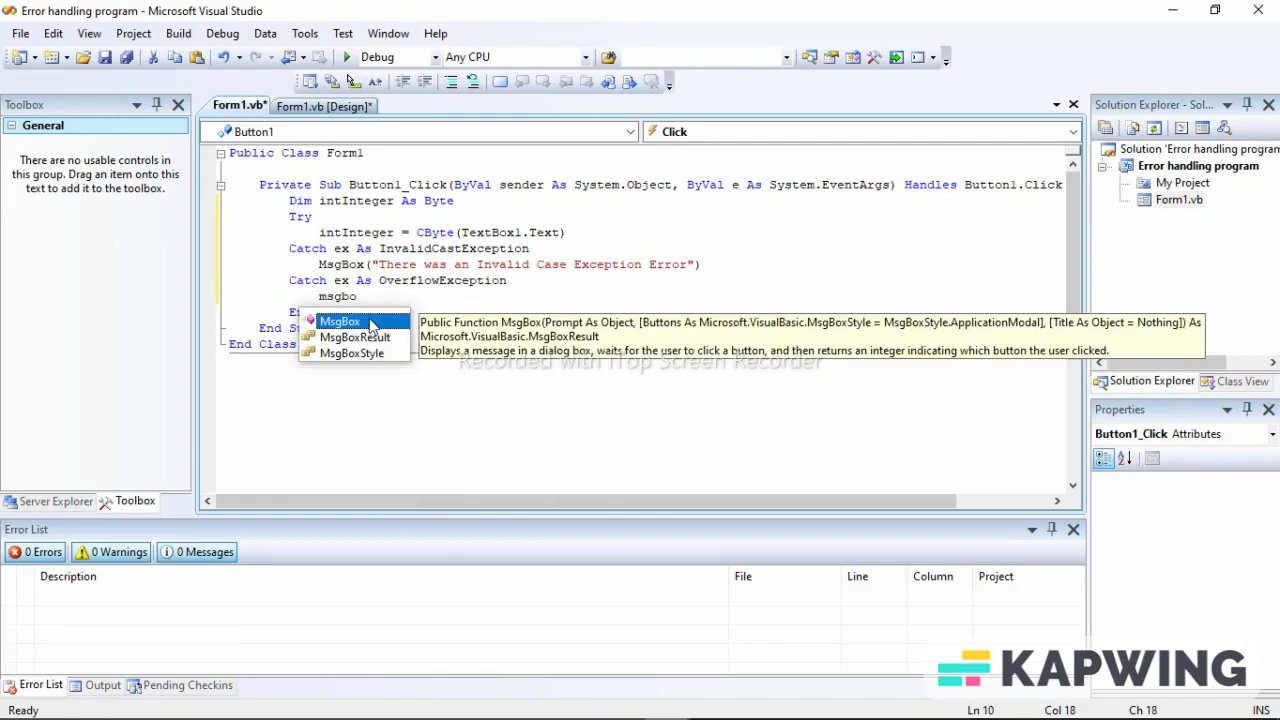 Error handling program - Microsoft Visual Studio
File Edit View Project Build Debug Data Tools Test Window Help
Debug Any CPU
Toolbox
General
There are no usable controls in
this group. Drag an item onto this
text to add it to the toolbox.
Server Explorer Toolbox
Form1.vb* Form1.vb [Design]*
Button1 Click
Public Class Form1
Private Sub Button1_Click(ByVal sender As System.Object, ByVal e As System.EventArgs) Handles Button1.Click
Dim intInteger As Byte
Try
intInteger = CByte(TextBox1.Text)
Catch ex As InvalidCastException
MsgBox("There was an Invalid Case Exception Error")
Catch ex As OverflowException
msgbo
E
End S
End Class
MsgBox
MsgBoxResult
MsgBoxStyle
Public Function MsgBox(Prompt As Object, [Buttons As Microsoft.VisualBasic.MsgBoxStyle = MsgBoxStyle.ApplicationModal], [Title As Object = Nothing]) As
Microsoft.VisualBasic.MsgBoxResult
Displays a message in a dialog box, waits for the user to click a button, and then returns an integer indicating which button the user clicked.
Recorded with iTop Screen Recorder
Solution Explorer - Sol...
Solution 'Error handling program
Error handling program
My Project
Form1.vb
Solution Explorer Class View
Properties
Button1_Click Attributes
Error List
0 Errors 0 Warnings 0 Messages
Description File Line Column Project
Error List Output Pending Checkins
KAPWING
Ready Ln 10 Col 18 Ch 18 INS